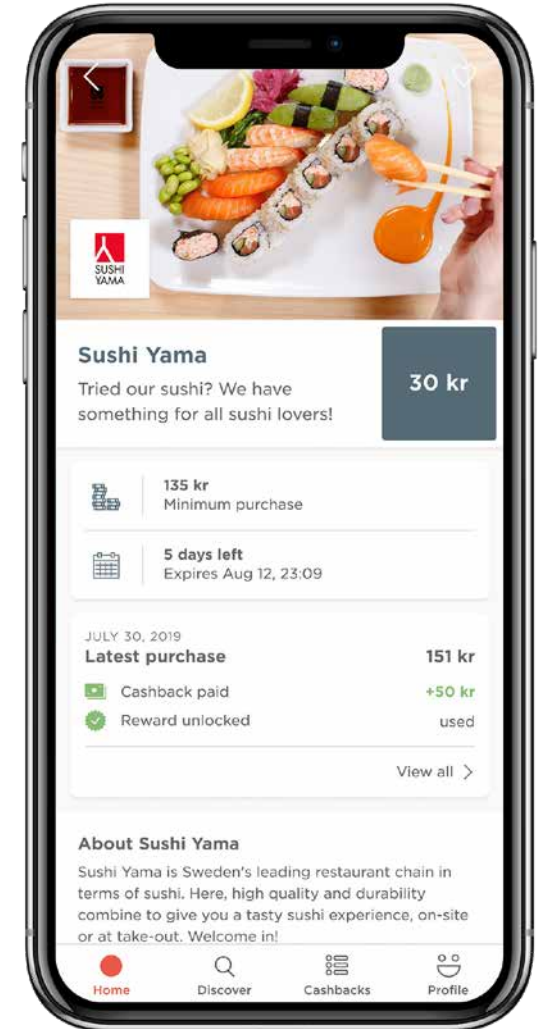 SUSHI
YAMA
Sushi Yama
Tried our sushi? We have
something for all sushi lovers!
30 kr
135 kr
Minimum purchase
5 days left
Expires Aug 12, 23:09
JULY 30, 2019
Latest purchase 151 kr
Cashback paid +50 kr
Reward unlocked used
View all
About Sushi Yama
Sushi Yama is Sweden's leading restaurant chain in
terms of sushi. Here, high quality and durability
combine to give you a tasty sushi experience, on-site
or at take-out. Welcome in!
Home Discover Cashbacks Profile